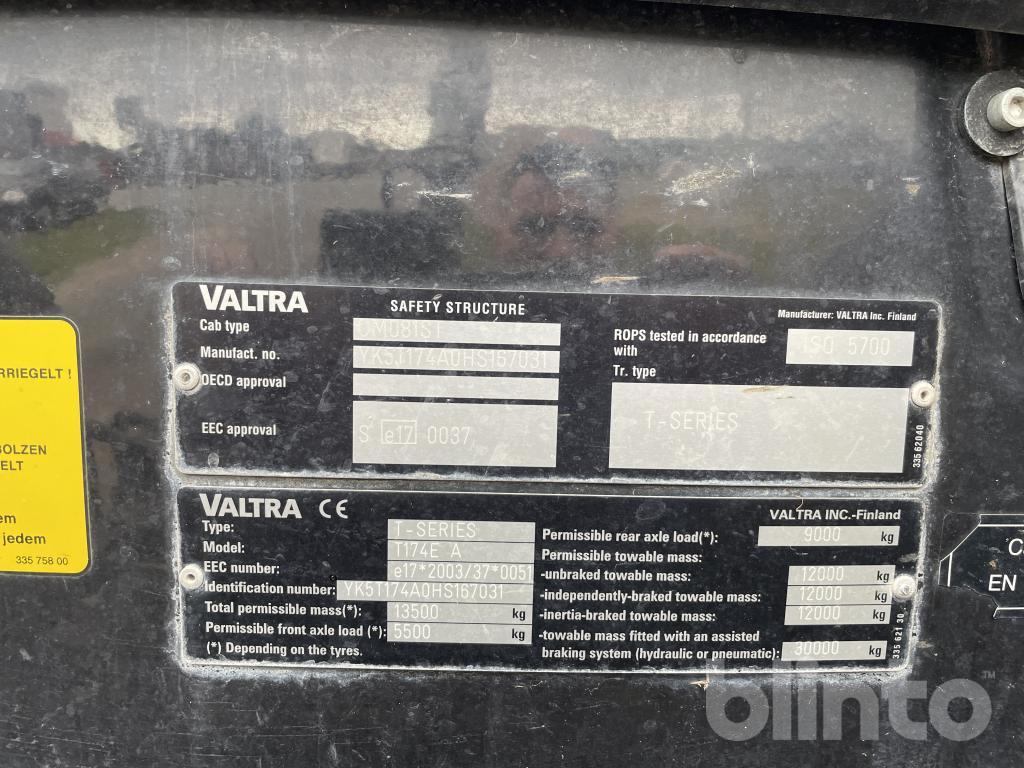 VALTRA SAFETY STRUCTURE Manufacturer: VALTRA Inc. Finland
Cab type
ROPS tested in accordance with ISO 5700
Manufact. no. YK5T174A0HS167031
Tr. type T-SERIES
OECD approval
EEC approval S e17 0037
335 62040
VALTRA CE VALTRA INC.-Finland
Type: T-SERIES
Model: T174E A
EEC number: e17*2003/37*0051
Identification number: YK5T174A0HS167031
Total permissible mass(*): 13500 kg
Permissible front axle load (*): 5500 kg
(*) Depending on the tyres.
Permissible rear axle load(*): 9000 kg
Permissible towable mass:
-unbraked towable mass: 12000 kg
-independently-braked towable mass: 12000 kg
-inertia-braked towable mass: 12000 kg
-towable mass fitted with an assisted
braking system (hydraulic or pneumatic): 30000 kg
335 621 30
RRIEGELT !
BOLZEN
ELT
em
jedem
335 758 00
EN
blinto™